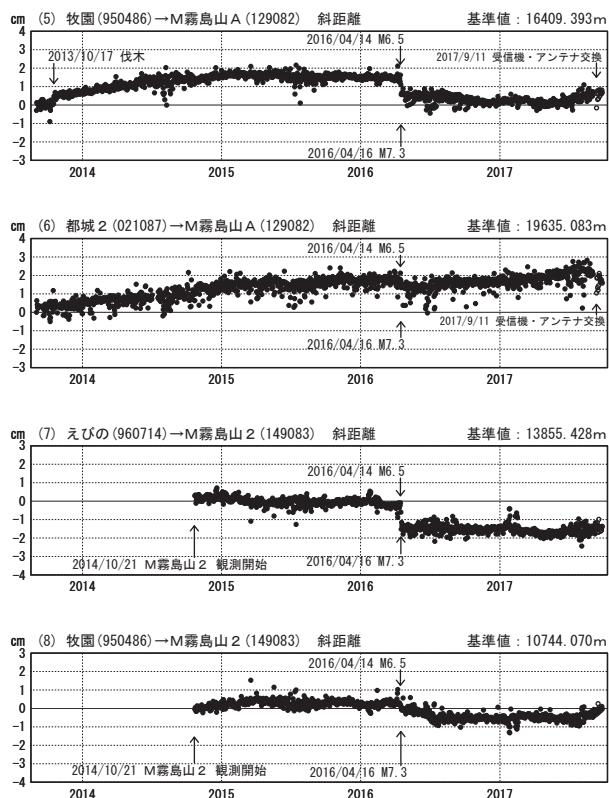 cm (5) 牧園(950486)→M霧島山A(129082) 斜距離 基準値：16409.393m
4
3
2
1
0
-1
-2
-3
2013/10/17 伐木
2016/04/14 M6.5
2017/9/11 受信機・アンテナ交換
2016/04/16 M7.3
2014 2015 2016 2017
cm (6) 都城２(021087)→M霧島山A(129082) 斜距離 基準値：19635.083m
4
3
2
1
0
-1
-2
-3
2016/04/14 M6.5
2017/9/11 受信機・アンテナ交換
2016/04/16 M7.3
2014 2015 2016 2017
cm (7) えびの(960714)→M霧島山２(149083) 斜距離 基準値：13855.428m
3
2
1
0
-1
-2
-3
-4
2016/04/14 M6.5
2014/10/21 M霧島山２ 観測開始
2016/04/16 M7.3
2014 2015 2016 2017
cm (8) 牧園(950486)→M霧島山２(149083) 斜距離 基準値：10744.070m
3
2
1
0
-1
-2
-3
-4
2016/04/14 M6.5
2014/10/21 M霧島山２ 観測開始
2016/04/16 M7.3
2014 2015 2016 2017